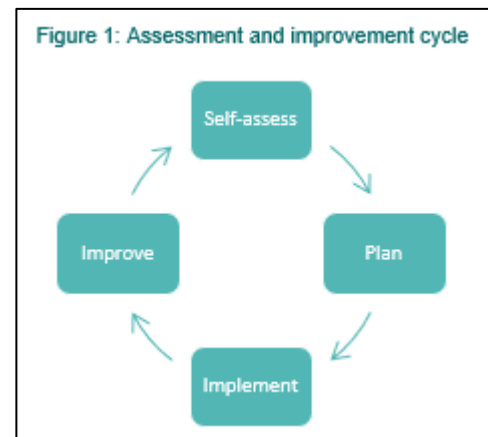 Figure 1: Assessment and improvement cycle
Self-assess
Plan
Implement
Improve